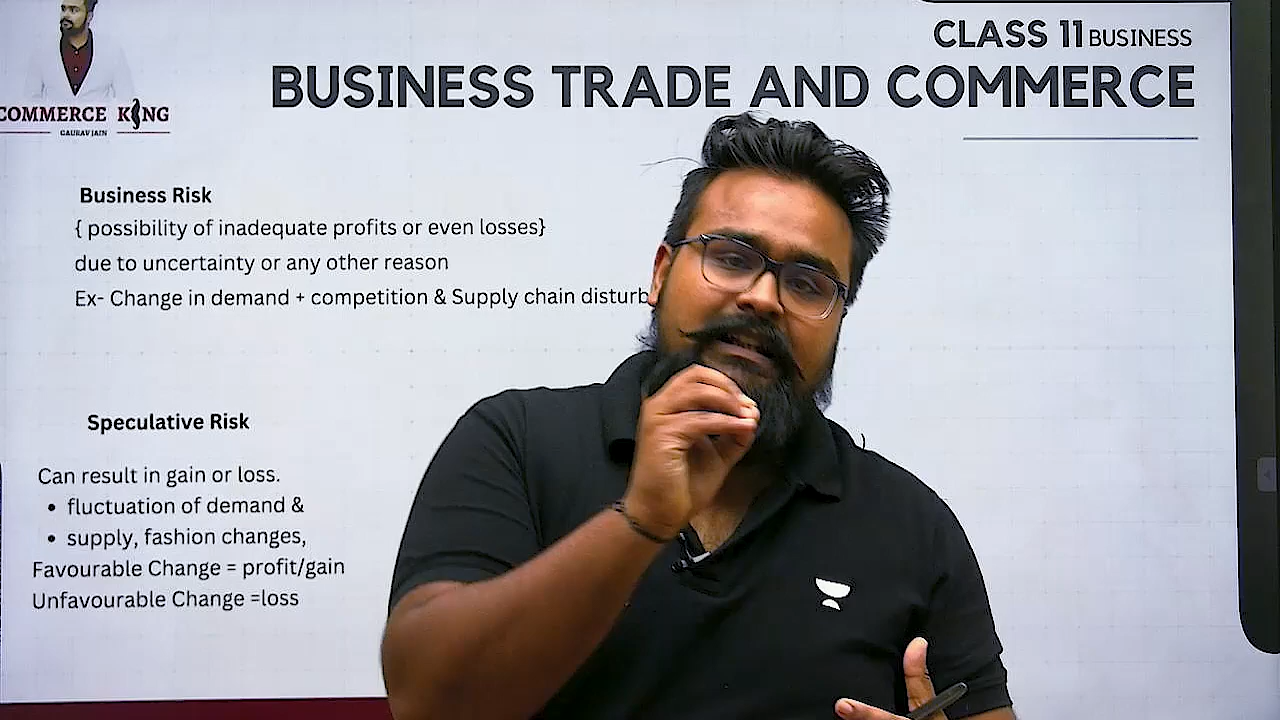 COMMERCE KING
GAURAV JAIN
CLASS 11 BUSINESS
BUSINESS TRADE AND COMMERCE
Business Risk
{ possibility of inadequate profits or even losses}
due to uncertainty or any other reason
Ex- Change in demand + competition & Supply chain disturb
Speculative Risk
Can result in gain or loss.
• fluctuation of demand &
• supply, fashion changes,
Favourable Change = profit/gain
Unfavourable Change =loss